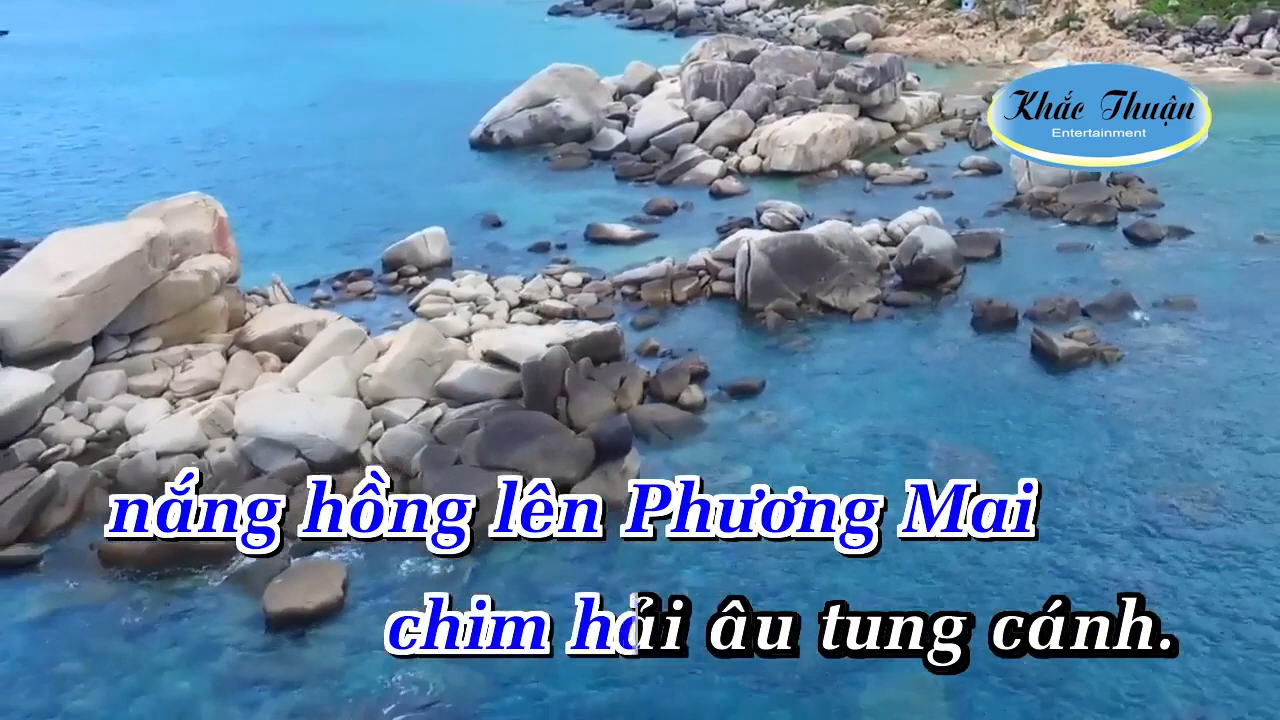 Khắc Thuận
Entertainment
nắng hồng lên Phương Mai
chim hải âu tung cánh.